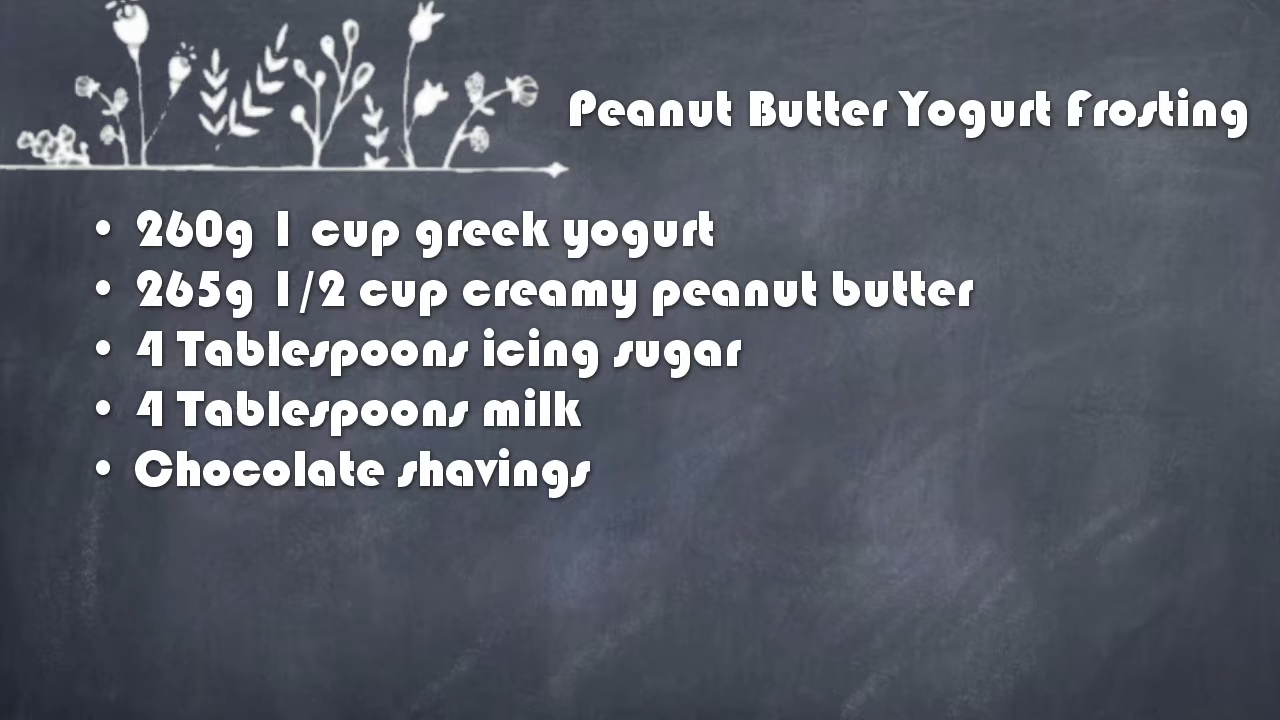 Peanut Butter Yogurt Frosting
• 260g 1 cup greek yogurt
• 265g 1/2 cup creamy peanut butter
• 4 Tablespoons icing sugar
• 4 Tablespoons milk
• Chocolate shavings